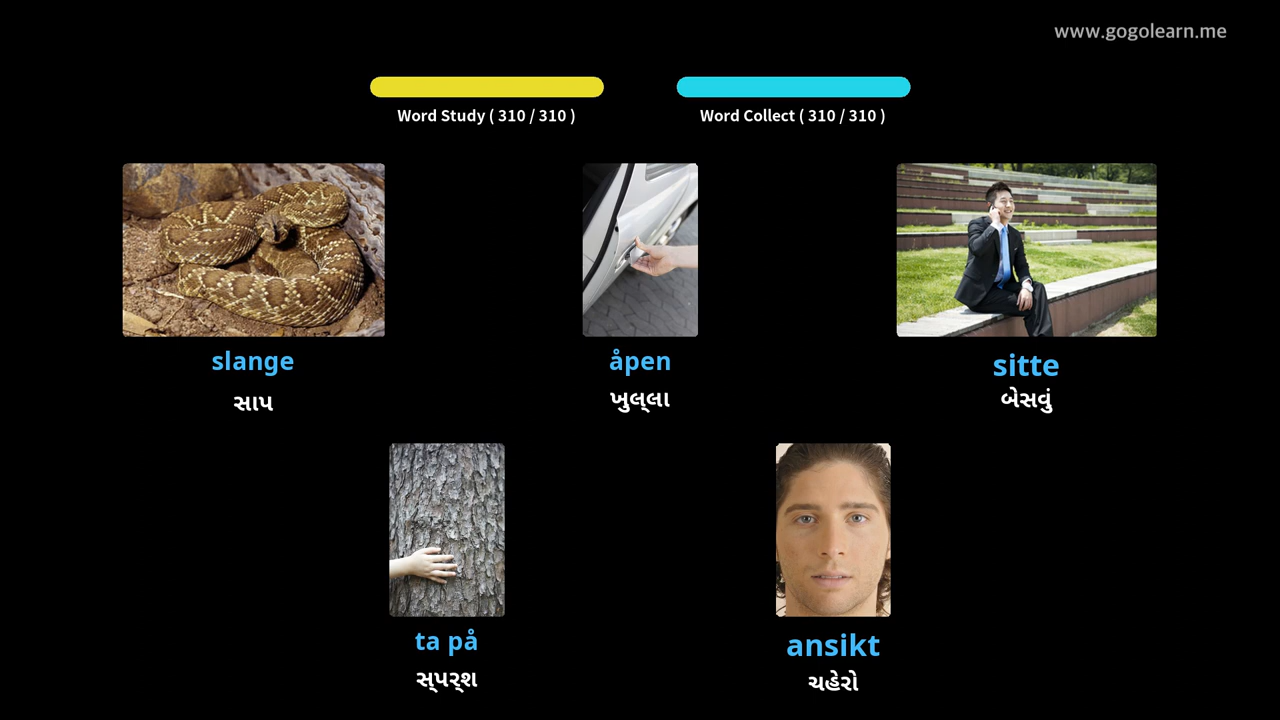 www.gogolearn.me
Word Study ( 310 / 310 )
Word Collect ( 310 / 310 )
slange
સાપ
åpen
ખુલ્લા
sitte
બેસવું
ta på
સ્પર્શ
ansikt
ચહેરો